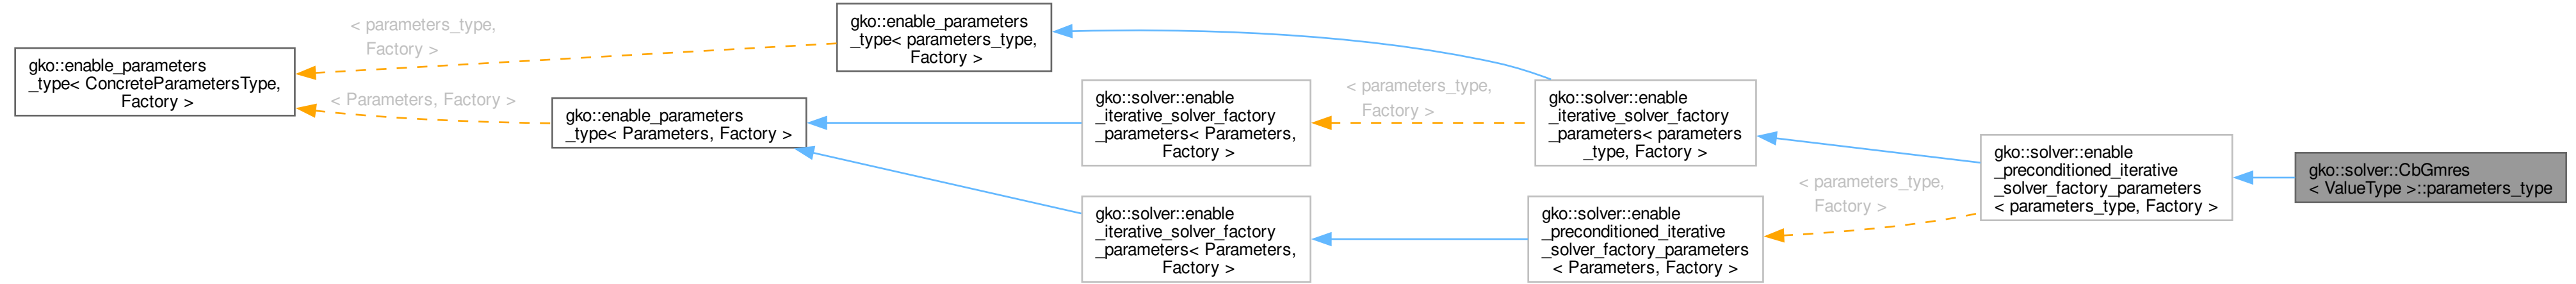 gko::enable_parameters
_type< ConcreteParametersType,
Factory >
< parameters_type,
Factory >
< Parameters, Factory >
gko::enable_parameters
_type< parameters_type,
Factory >
gko::enable_parameters
_type< Parameters, Factory >
gko::solver::enable
_iterative_solver_factory
_parameters< Parameters,
Factory >
gko::solver::enable
_iterative_solver_factory
_parameters< Parameters,
Factory >
< parameters_type,
Factory >
gko::solver::enable
_iterative_solver_factory
_parameters< parameters
_type, Factory >
gko::solver::enable
_preconditioned_iterative
_solver_factory_parameters
< Parameters, Factory >
< parameters_type,
Factory >
gko::solver::enable
_preconditioned_iterative
_solver_factory_parameters
< parameters_type, Factory >
gko::solver::CbGmres
< ValueType >::parameters_type